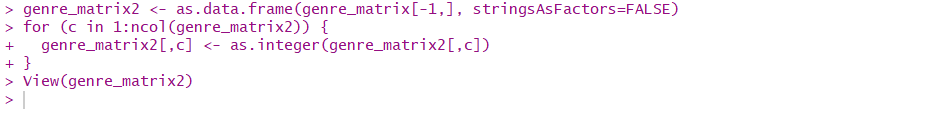 > genre_matrix2 <- as.data.frame(genre_matrix[-1,], stringsAsFactors=FALSE)
> for (c in 1:ncol(genre_matrix2)) {
+   genre_matrix2[,c] <- as.integer(genre_matrix2[,c])
+ }
> View(genre_matrix2)
>